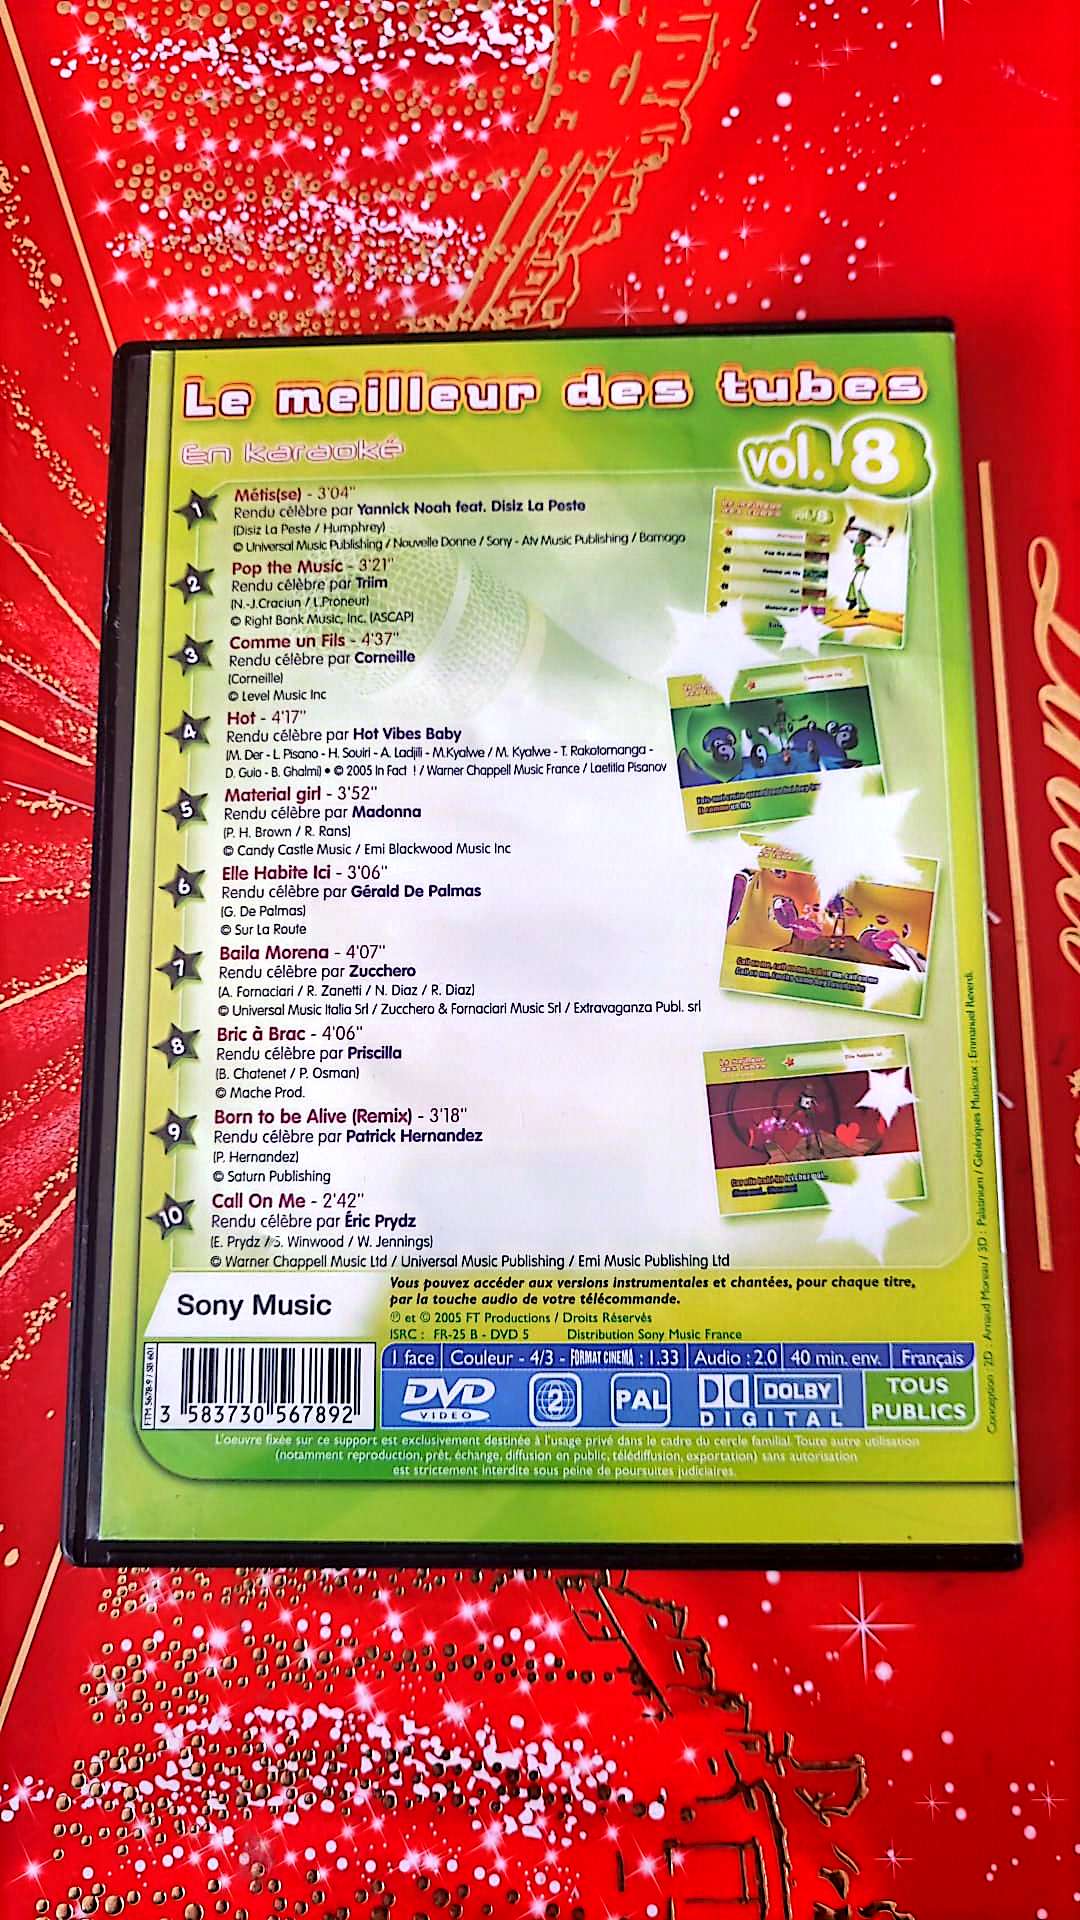 Le meilleur des tubes
En karaoké
vol. 8
1
Métis(se) - 3'04"
Rendu célèbre par Yannick Noah feat. Disiz La Peste
(Disiz La Peste / Humphrey)
© Universal Music Publishing / Nouvelle Donne / Sony - Atv Music Publishing / Bamago
2
Pop the Music - 3'21"
Rendu célèbre par Triim
(N.-J.Craciun / L.Proneur)
© Right Bank Music, Inc. (ASCAP)
3
Comme un Fils - 4'37"
Rendu célèbre par Corneille
(Corneille)
© Level Music Inc
4
Hot - 4'17"
Rendu célèbre par Hot Vibes Baby
(M. Der - L. Pisano - H. Souiri - A. Ladjili - M.Kyalwe / M. Kyalwe - T. Rakotomanga -
D. Guio - B. Ghalmi) • © 2005 In Fact ! / Warner Chappell Music France / Laetitia Pisanov
5
Material girl - 3'52"
Rendu célèbre par Madonna
(P. H. Brown / R. Rans)
© Candy Castle Music / Emi Blackwood Music Inc
6
Elle Habite Ici - 3'06"
Rendu célèbre par Gérald De Palmas
(G. De Palmas)
© Sur La Route
7
Baila Morena - 4'07"
Rendu célèbre par Zucchero
(A. Fornaciari / R. Zanetti / N. Diaz / R. Diaz)
© Universal Music Italia Srl / Zucchero & Fornaciari Music Srl / Extravaganza Publ. srl
8
Bric à Brac - 4'06"
Rendu célèbre par Priscilla
(B. Chatenet / P. Osman)
© Mache Prod.
9
Born to be Alive (Remix) - 3'18"
Rendu célèbre par Patrick Hernandez
(P. Hernandez)
© Saturn Publishing
10
Call On Me - 2'42"
Rendu célèbre par Éric Prydz
(E. Prydz / S. Winwood / W. Jennings)
© Warner Chappell Music Ltd / Universal Music Publishing / Emi Music Publishing Ltd
Sony Music
Vous pouvez accéder aux versions instrumentales et chantées, pour chaque titre,
par la touche audio de votre télécommande.
℗ et © 2005 FT Productions / Droits Réservés
ISRC : FR-25 B - DVD 5 Distribution Sony Music France
1 face Couleur - 4/3 - FORMAT CINEMA : 1.33 Audio : 2.0 40 min. env. Français
DVD VIDEO
2
PAL
DOLBY DIGITAL
TOUS PUBLICS
FTM 5678-9 / SB 601
3 583730 567892
L'oeuvre fixée sur ce support est exclusivement destinée à l'usage privé dans le cadre du cercle familial. Toute autre utilisation
(notamment reproduction, prêt, échange, diffusion en public, télédiffusion, exportation) sans autorisation
est strictement interdite sous peine de poursuites judiciaires.
Conception : 2D : Arnaud Moreau / 3D : Palatinium / Génériques Musicaux : Emmanuel Reverdi.